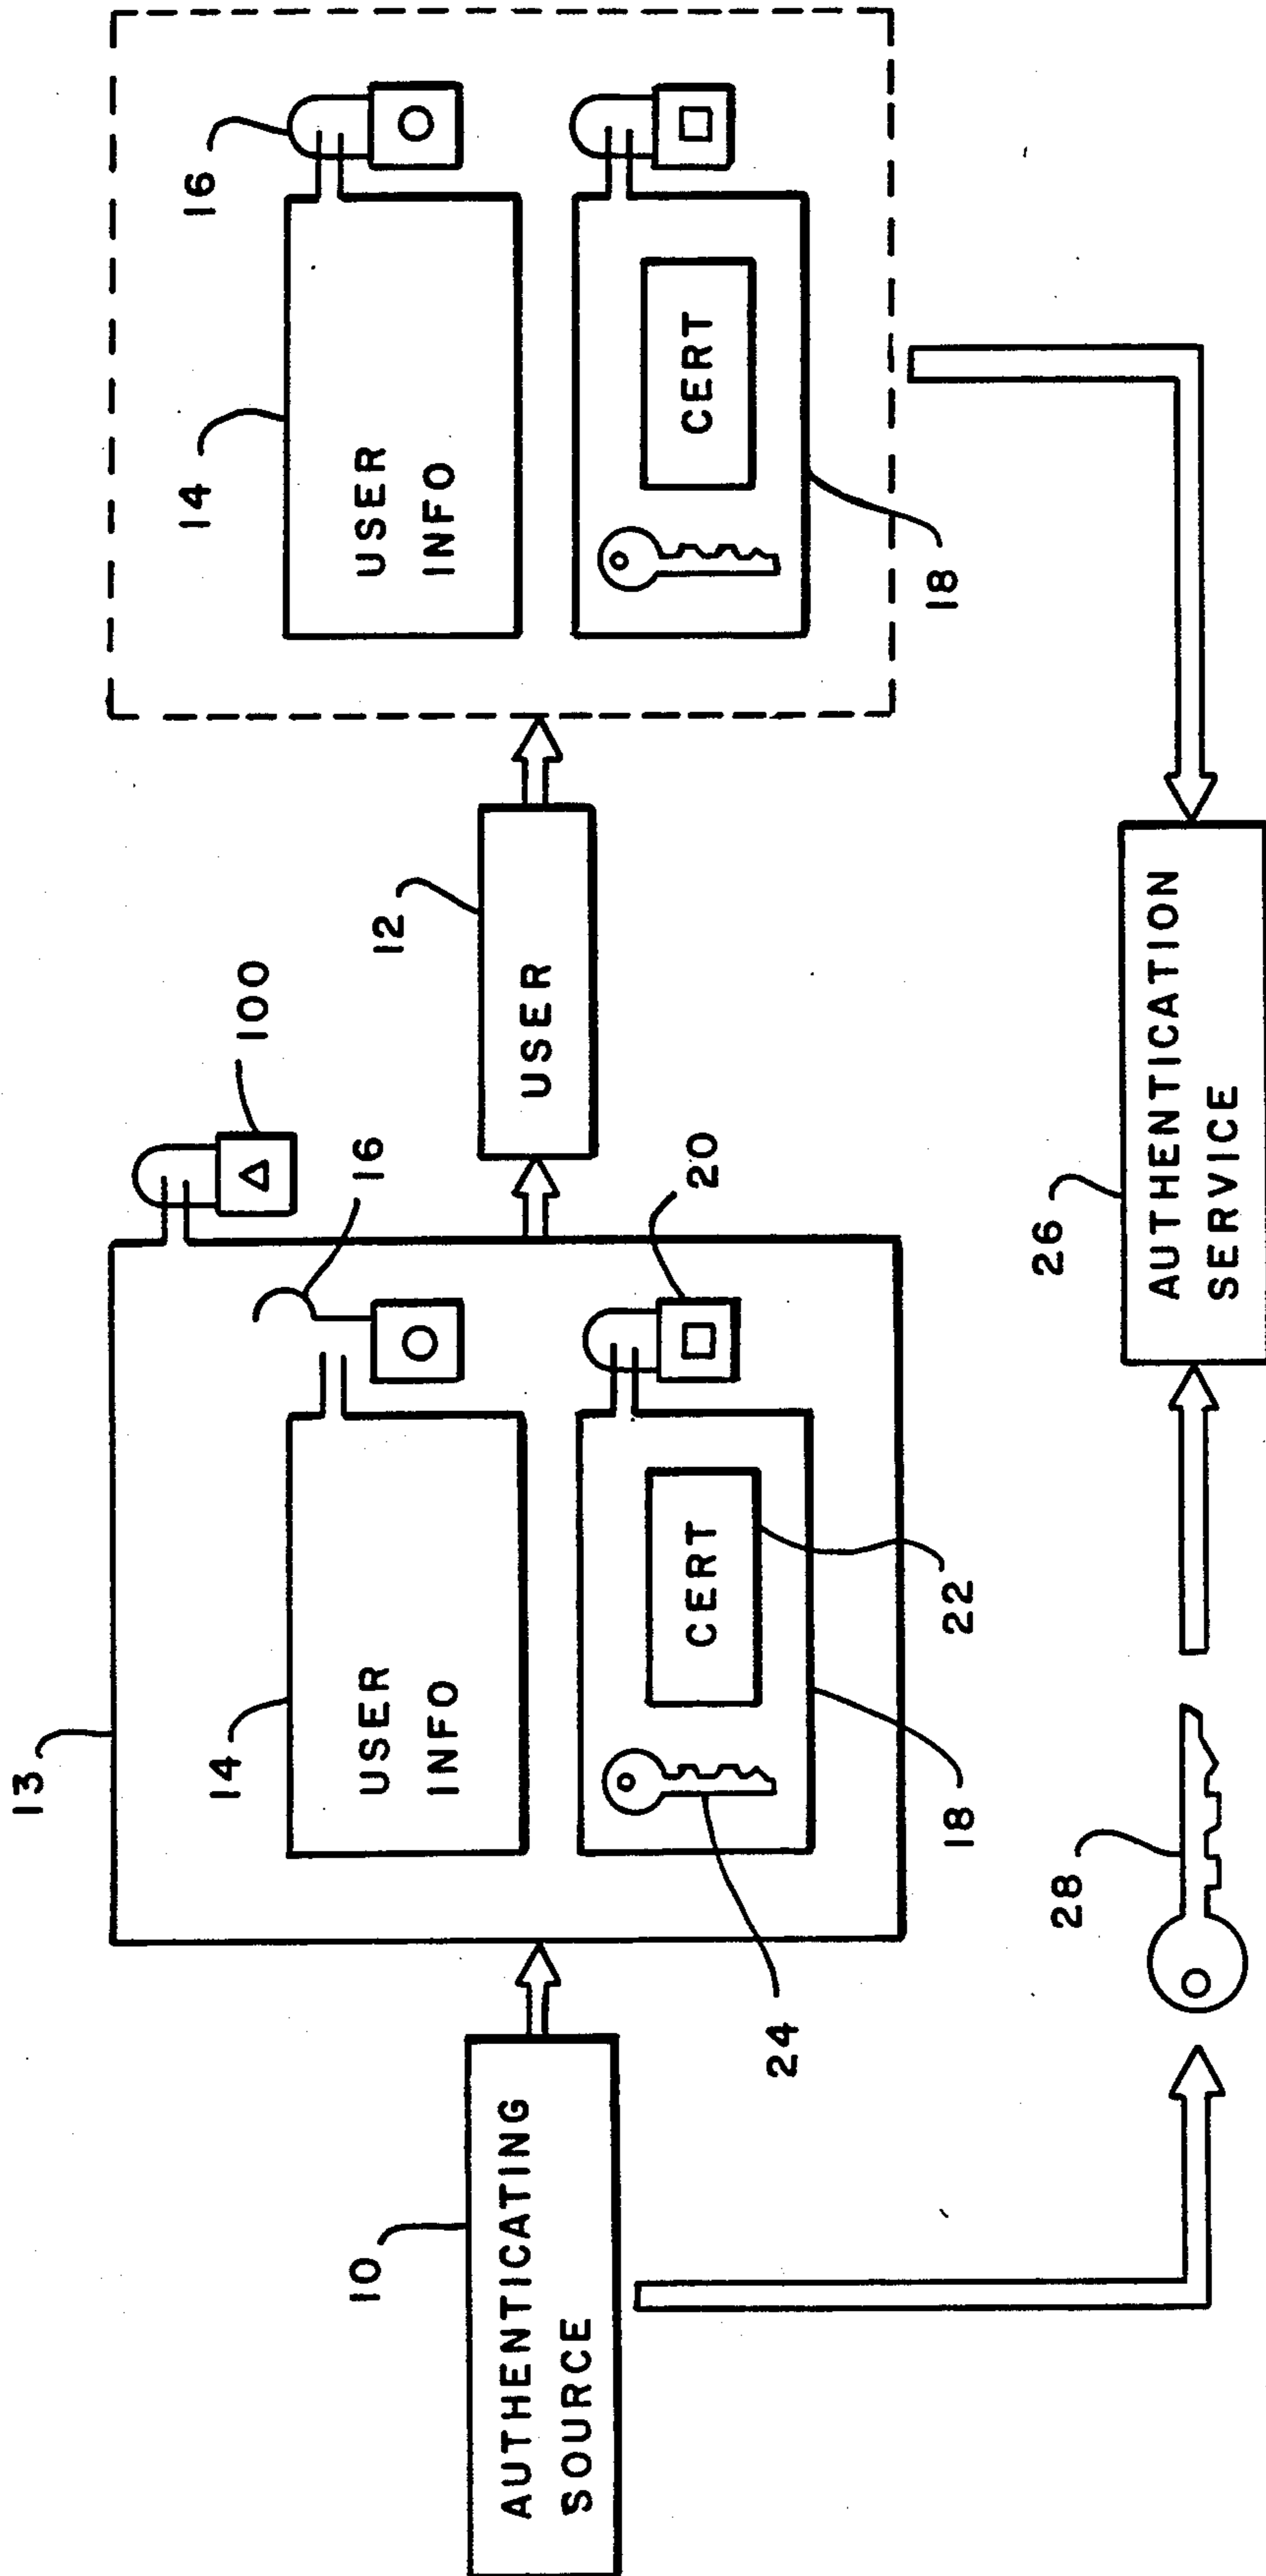 13
100
16
14
16
14
USER
INFO
USER
INFO
12
20
10
AUTHENTICATING
SOURCE
USER
CERT
CERT
24
18
22
18
26
28
AUTHENTICATION
SERVICE